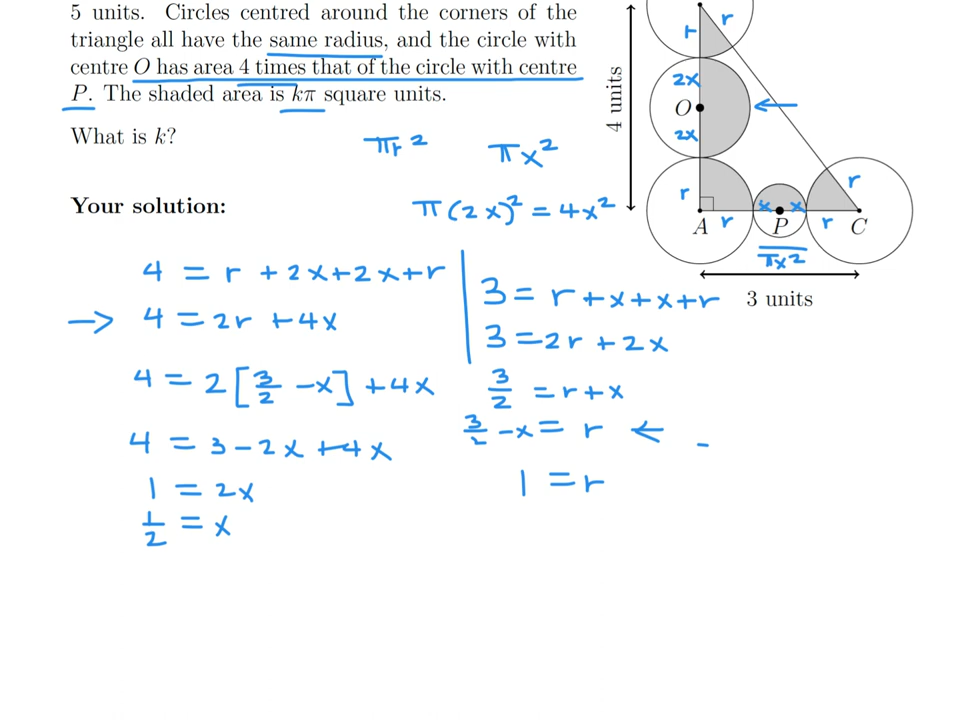 5 units. Circles centred around the corners of the
triangle all have the same radius, and the circle with
centre O has area 4 times that of the circle with centre
P. The shaded area is kπ square units.
What is k?
πr²
πx²
Your solution:
π(2x)² = 4x²
4 = r + 2x + 2x + r
→ 4 = 2r + 4x
4 = 2[3/2 - x] + 4x
4 = 3 - 2x + 4x
1 = 2x
1/2 = x
3 = r + x + x + r
3 = 2r + 2x
3/2 = r + x
3/2 - x = r ←
-
1 = r
4 units
r
r
2x
O
←
2x
r
r
x
x
r
A
r
P
r
C
πx²
3 units